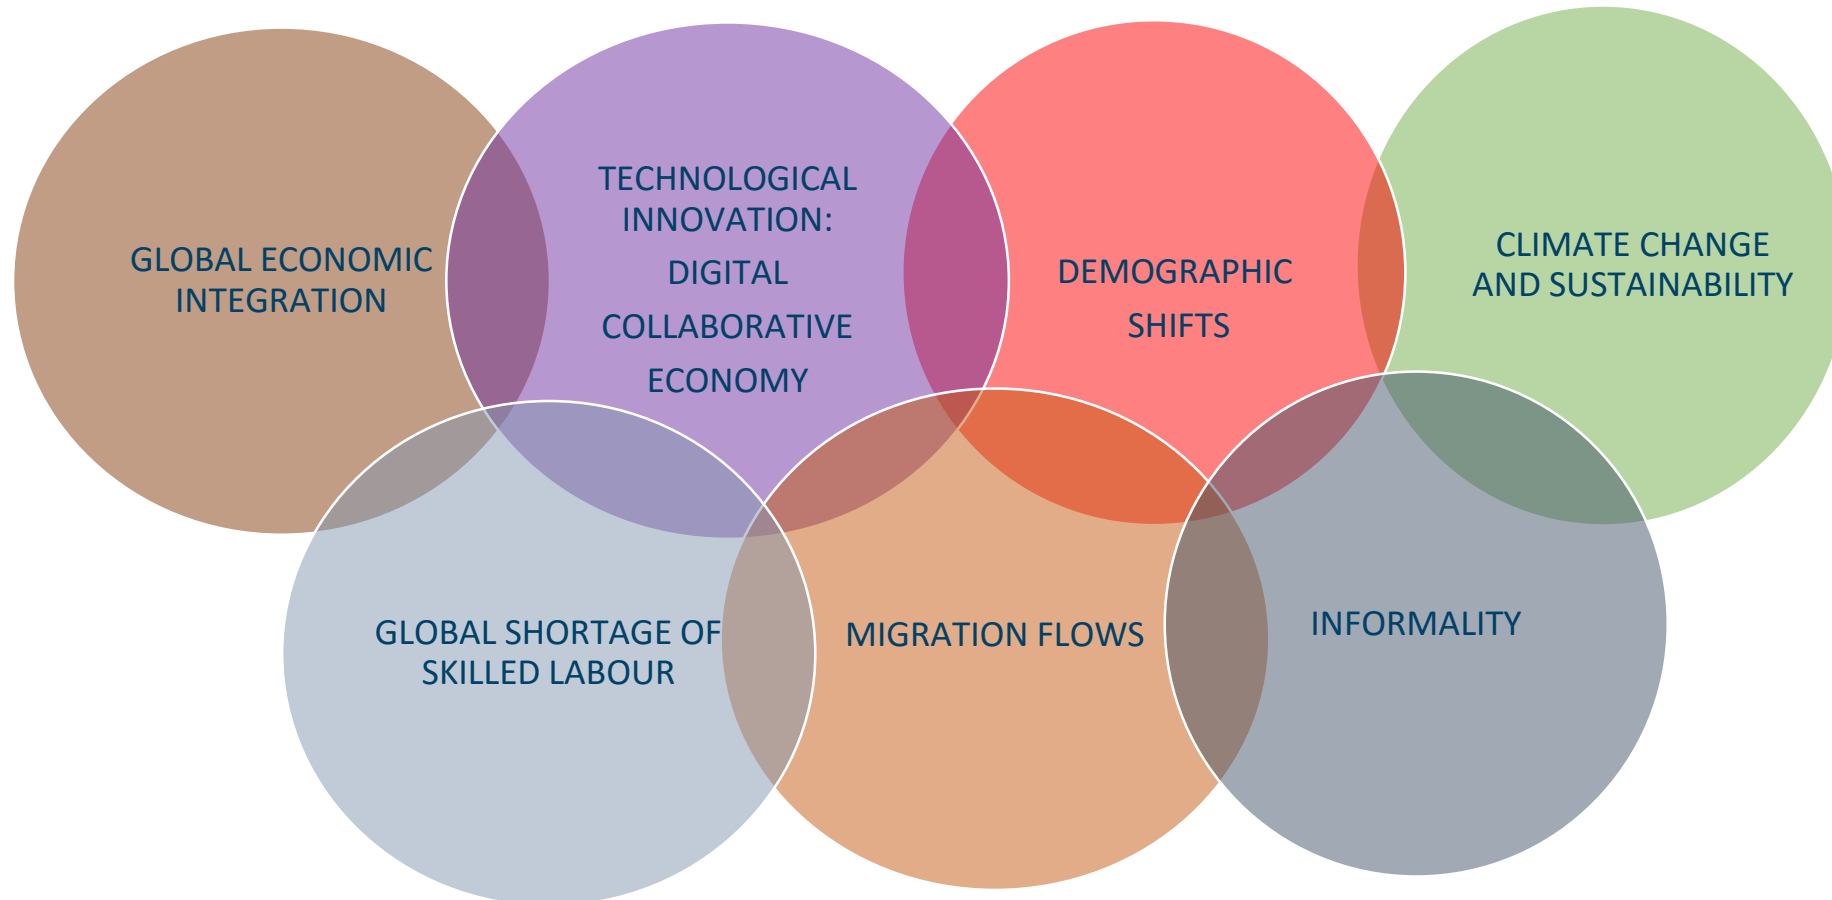 GLOBAL ECONOMIC
INTEGRATION
TECHNOLOGICAL
INNOVATION:
DIGITAL
COLLABORATIVE
ECONOMY
DEMOGRAPHIC
SHIFTS
CLIMATE CHANGE
AND SUSTAINABILITY
GLOBAL SHORTAGE OF
SKILLED LABOUR
MIGRATION FLOWS
INFORMALITY